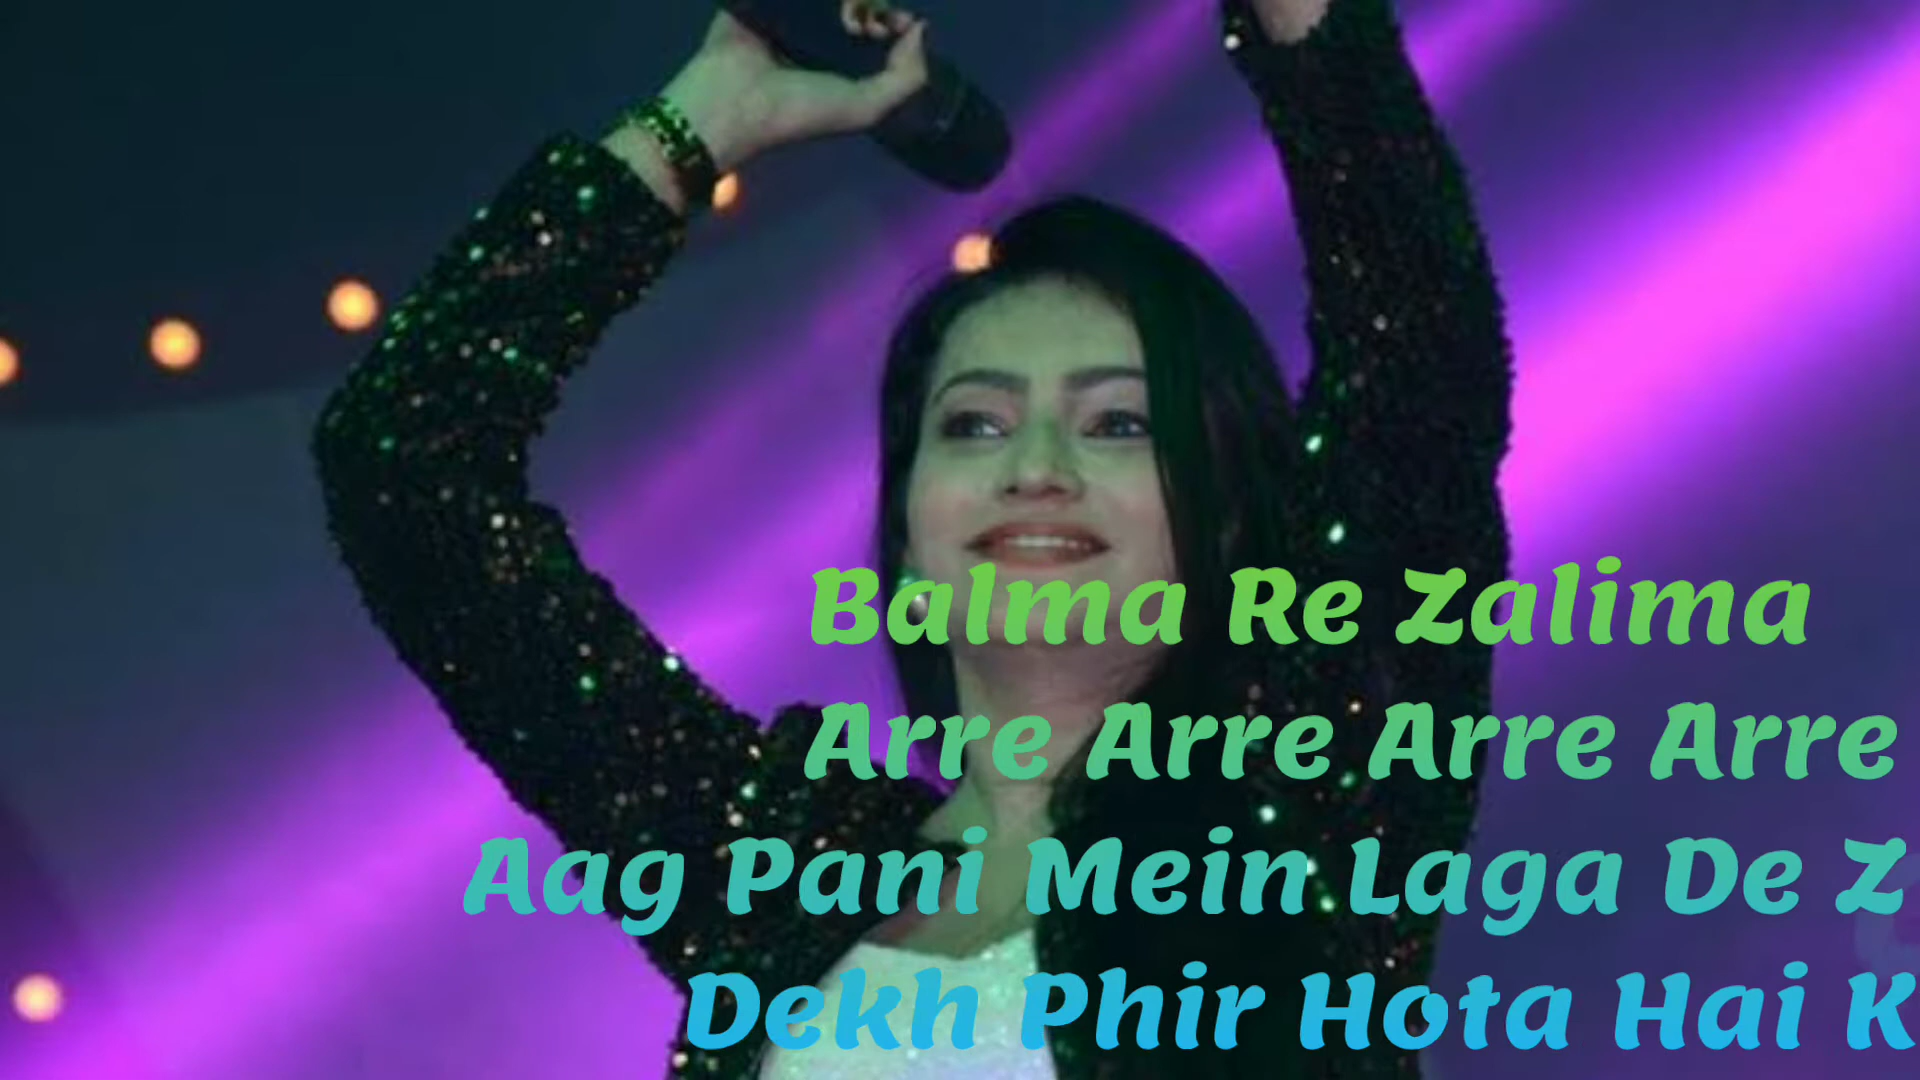 Balma Re Zalima
Arre Arre Arre Arre
Aag Pani Mein Laga De Z
Dekh Phir Hota Hai K